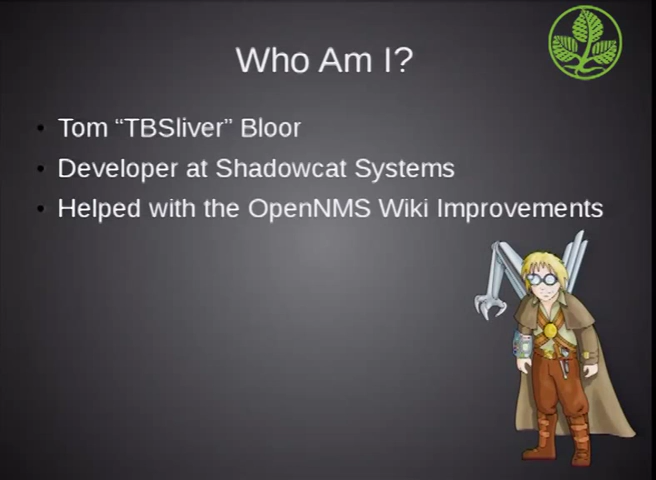 Who Am I?
Tom “TBSliver” Bloor
Developer at Shadowcat Systems
Helped with the OpenNMS Wiki Improvements